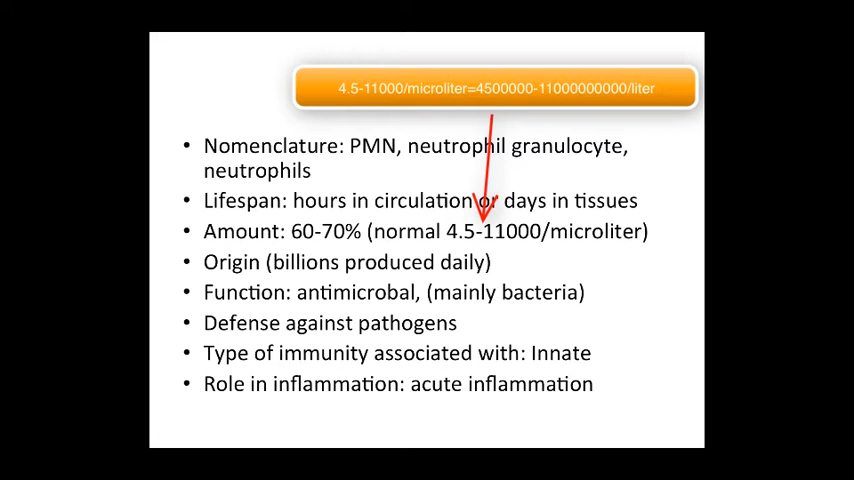 4.5-11000/microliter=4500000-11000000000/liter
• Nomenclature: PMN, neutrophil granulocyte,
neutrophils
• Lifespan: hours in circulation or days in tissues
• Amount: 60-70% (normal 4.5-11000/microliter)
• Origin (billions produced daily)
• Function: antimicrobal, (mainly bacteria)
• Defense against pathogens
• Type of immunity associated with: Innate
• Role in inflammation: acute inflammation